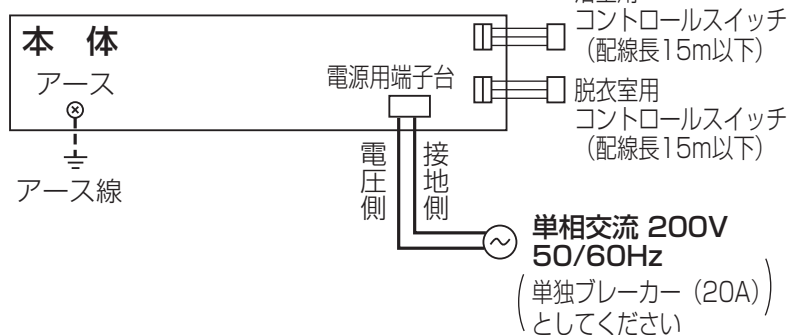 本 体
アース
アース線
電源用端子台
電圧側
接地側
コントロールスイッチ
（配線長15m以下）
脱衣室用
コントロールスイッチ
（配線長15m以下）
単相交流 200V
50/60Hz
単独ブレーカー（20A）
としてください